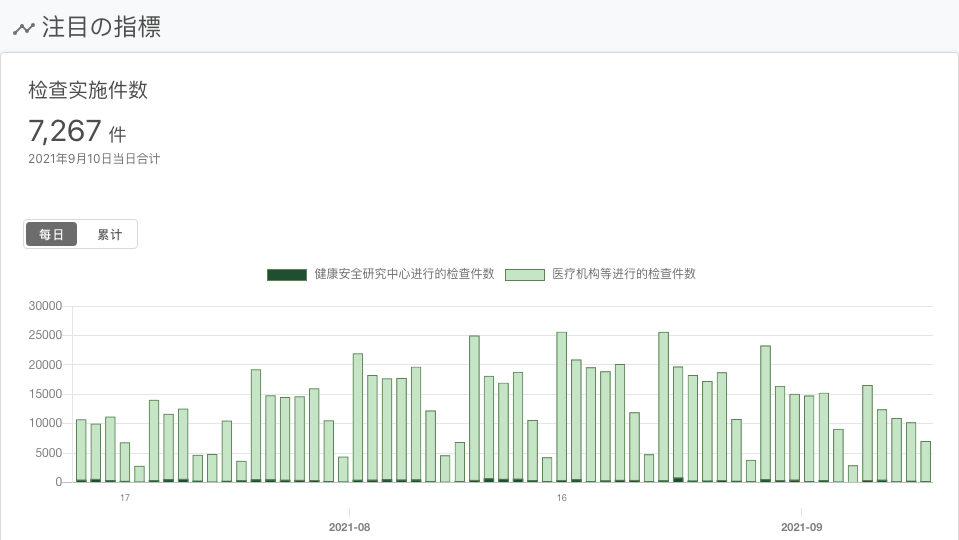 注目の指標
检查实施件数
7,267 件
2021年9月10日当日合计
每日 累计
健康安全研究中心进行的检查件数 医疗机构等进行的检查件数
30000
25000
20000
15000
10000
5000
0
17 16
2021-08 2021-09